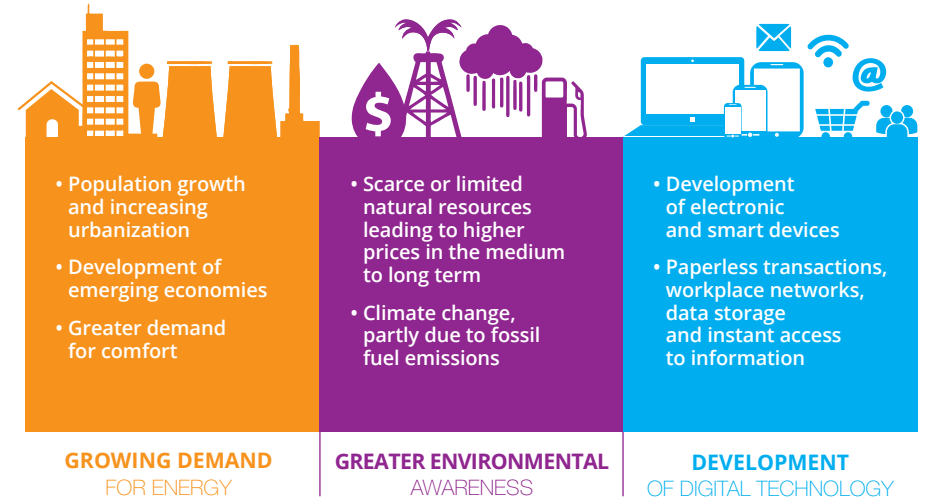 $
@
• Population growth
and increasing
urbanization
• Development of
emerging economies
• Greater demand
for comfort
• Scarce or limited
natural resources
leading to higher
prices in the medium
to long term
• Climate change,
partly due to fossil
fuel emissions
• Development
of electronic
and smart devices
• Paperless transactions,
workplace networks,
data storage
and instant access
to information
GROWING DEMAND
FOR ENERGY
GREATER ENVIRONMENTAL
AWARENESS
DEVELOPMENT
OF DIGITAL TECHNOLOGY